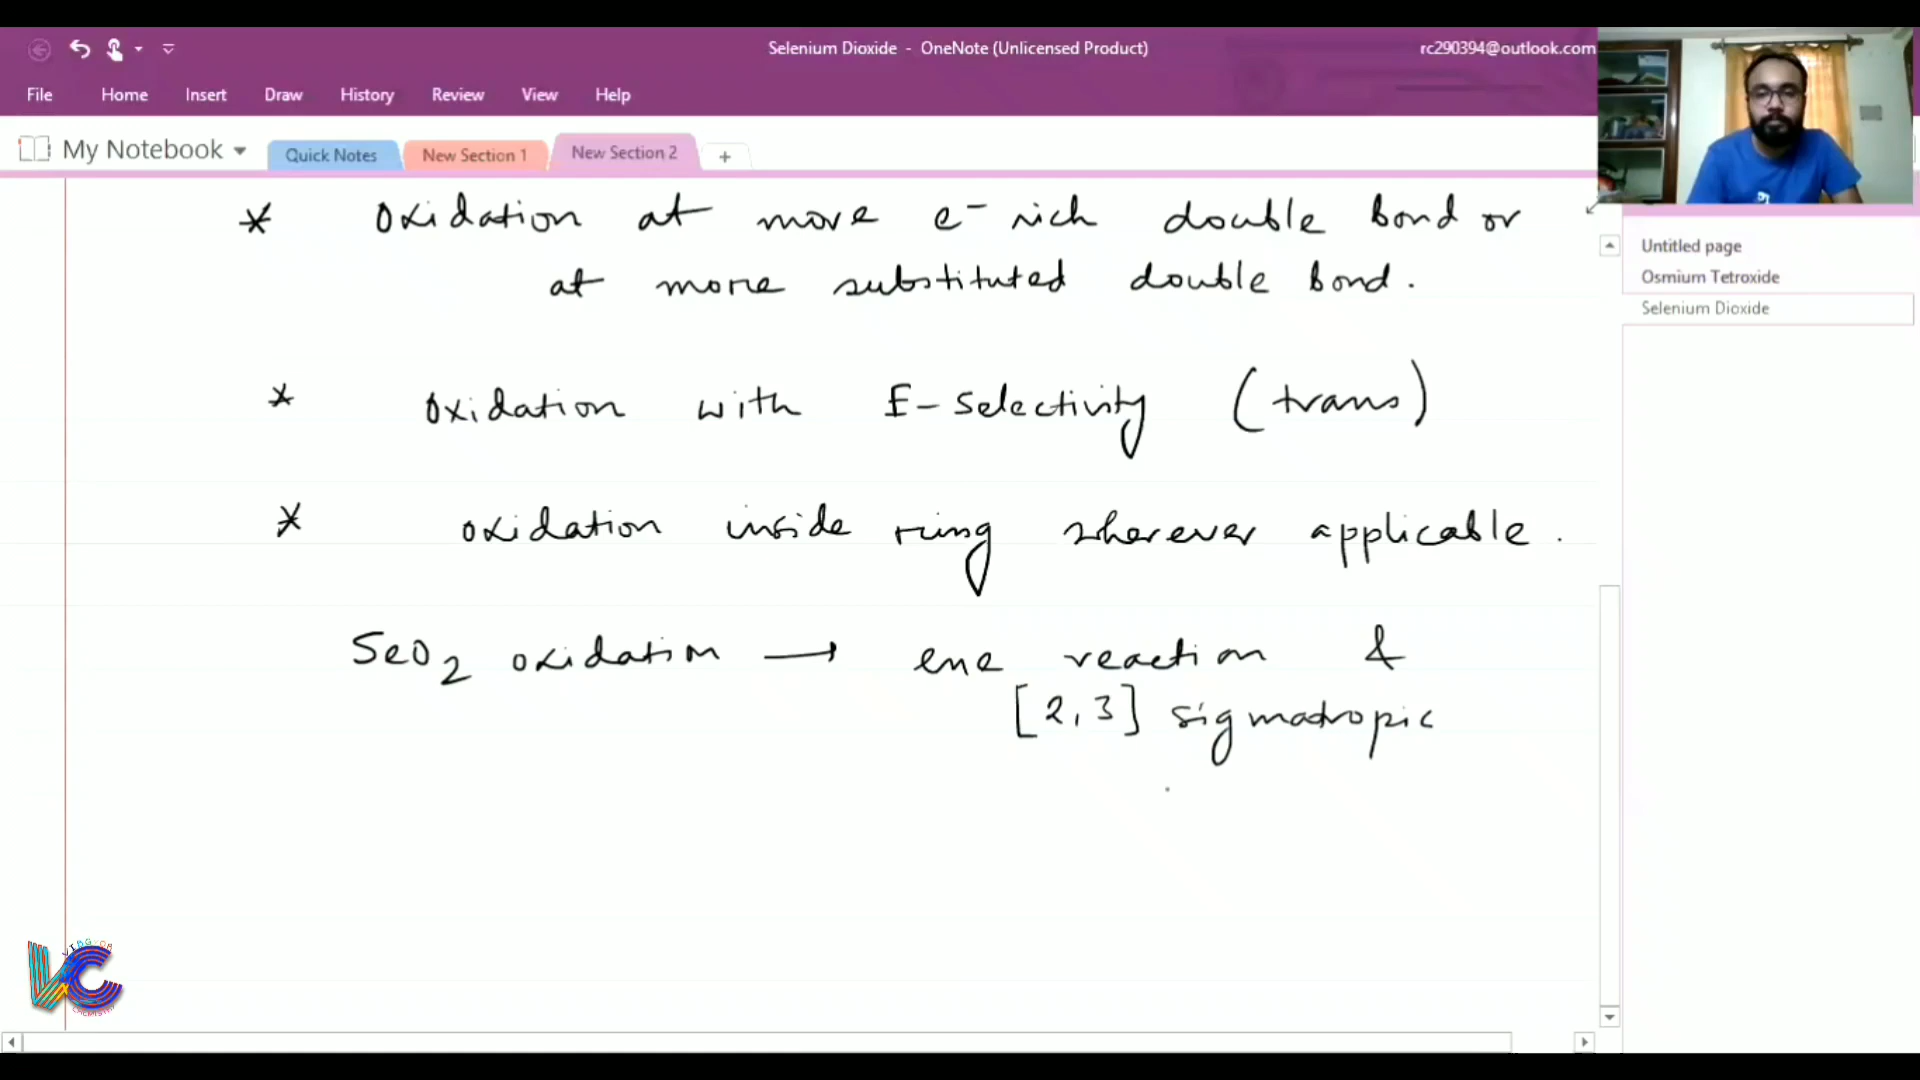 Selenium Dioxide - OneNote (Unlicensed Product)
rc290394@outlook.com
File Home Insert Draw History Review View Help
My Notebook
Quick Notes
New Section 1
New Section 2
+
* Oxidation at more e⁻ rich double bond or
at more substituted double bond.
* Oxidation with E-selectivity (trans)
* oxidation inside ring wherever applicable.
SeO2 oxidation → ene reaction &
[2,3] sigmatropic
Untitled page
Osmium Tetroxide
Selenium Dioxide
VC
CHEMISTRY